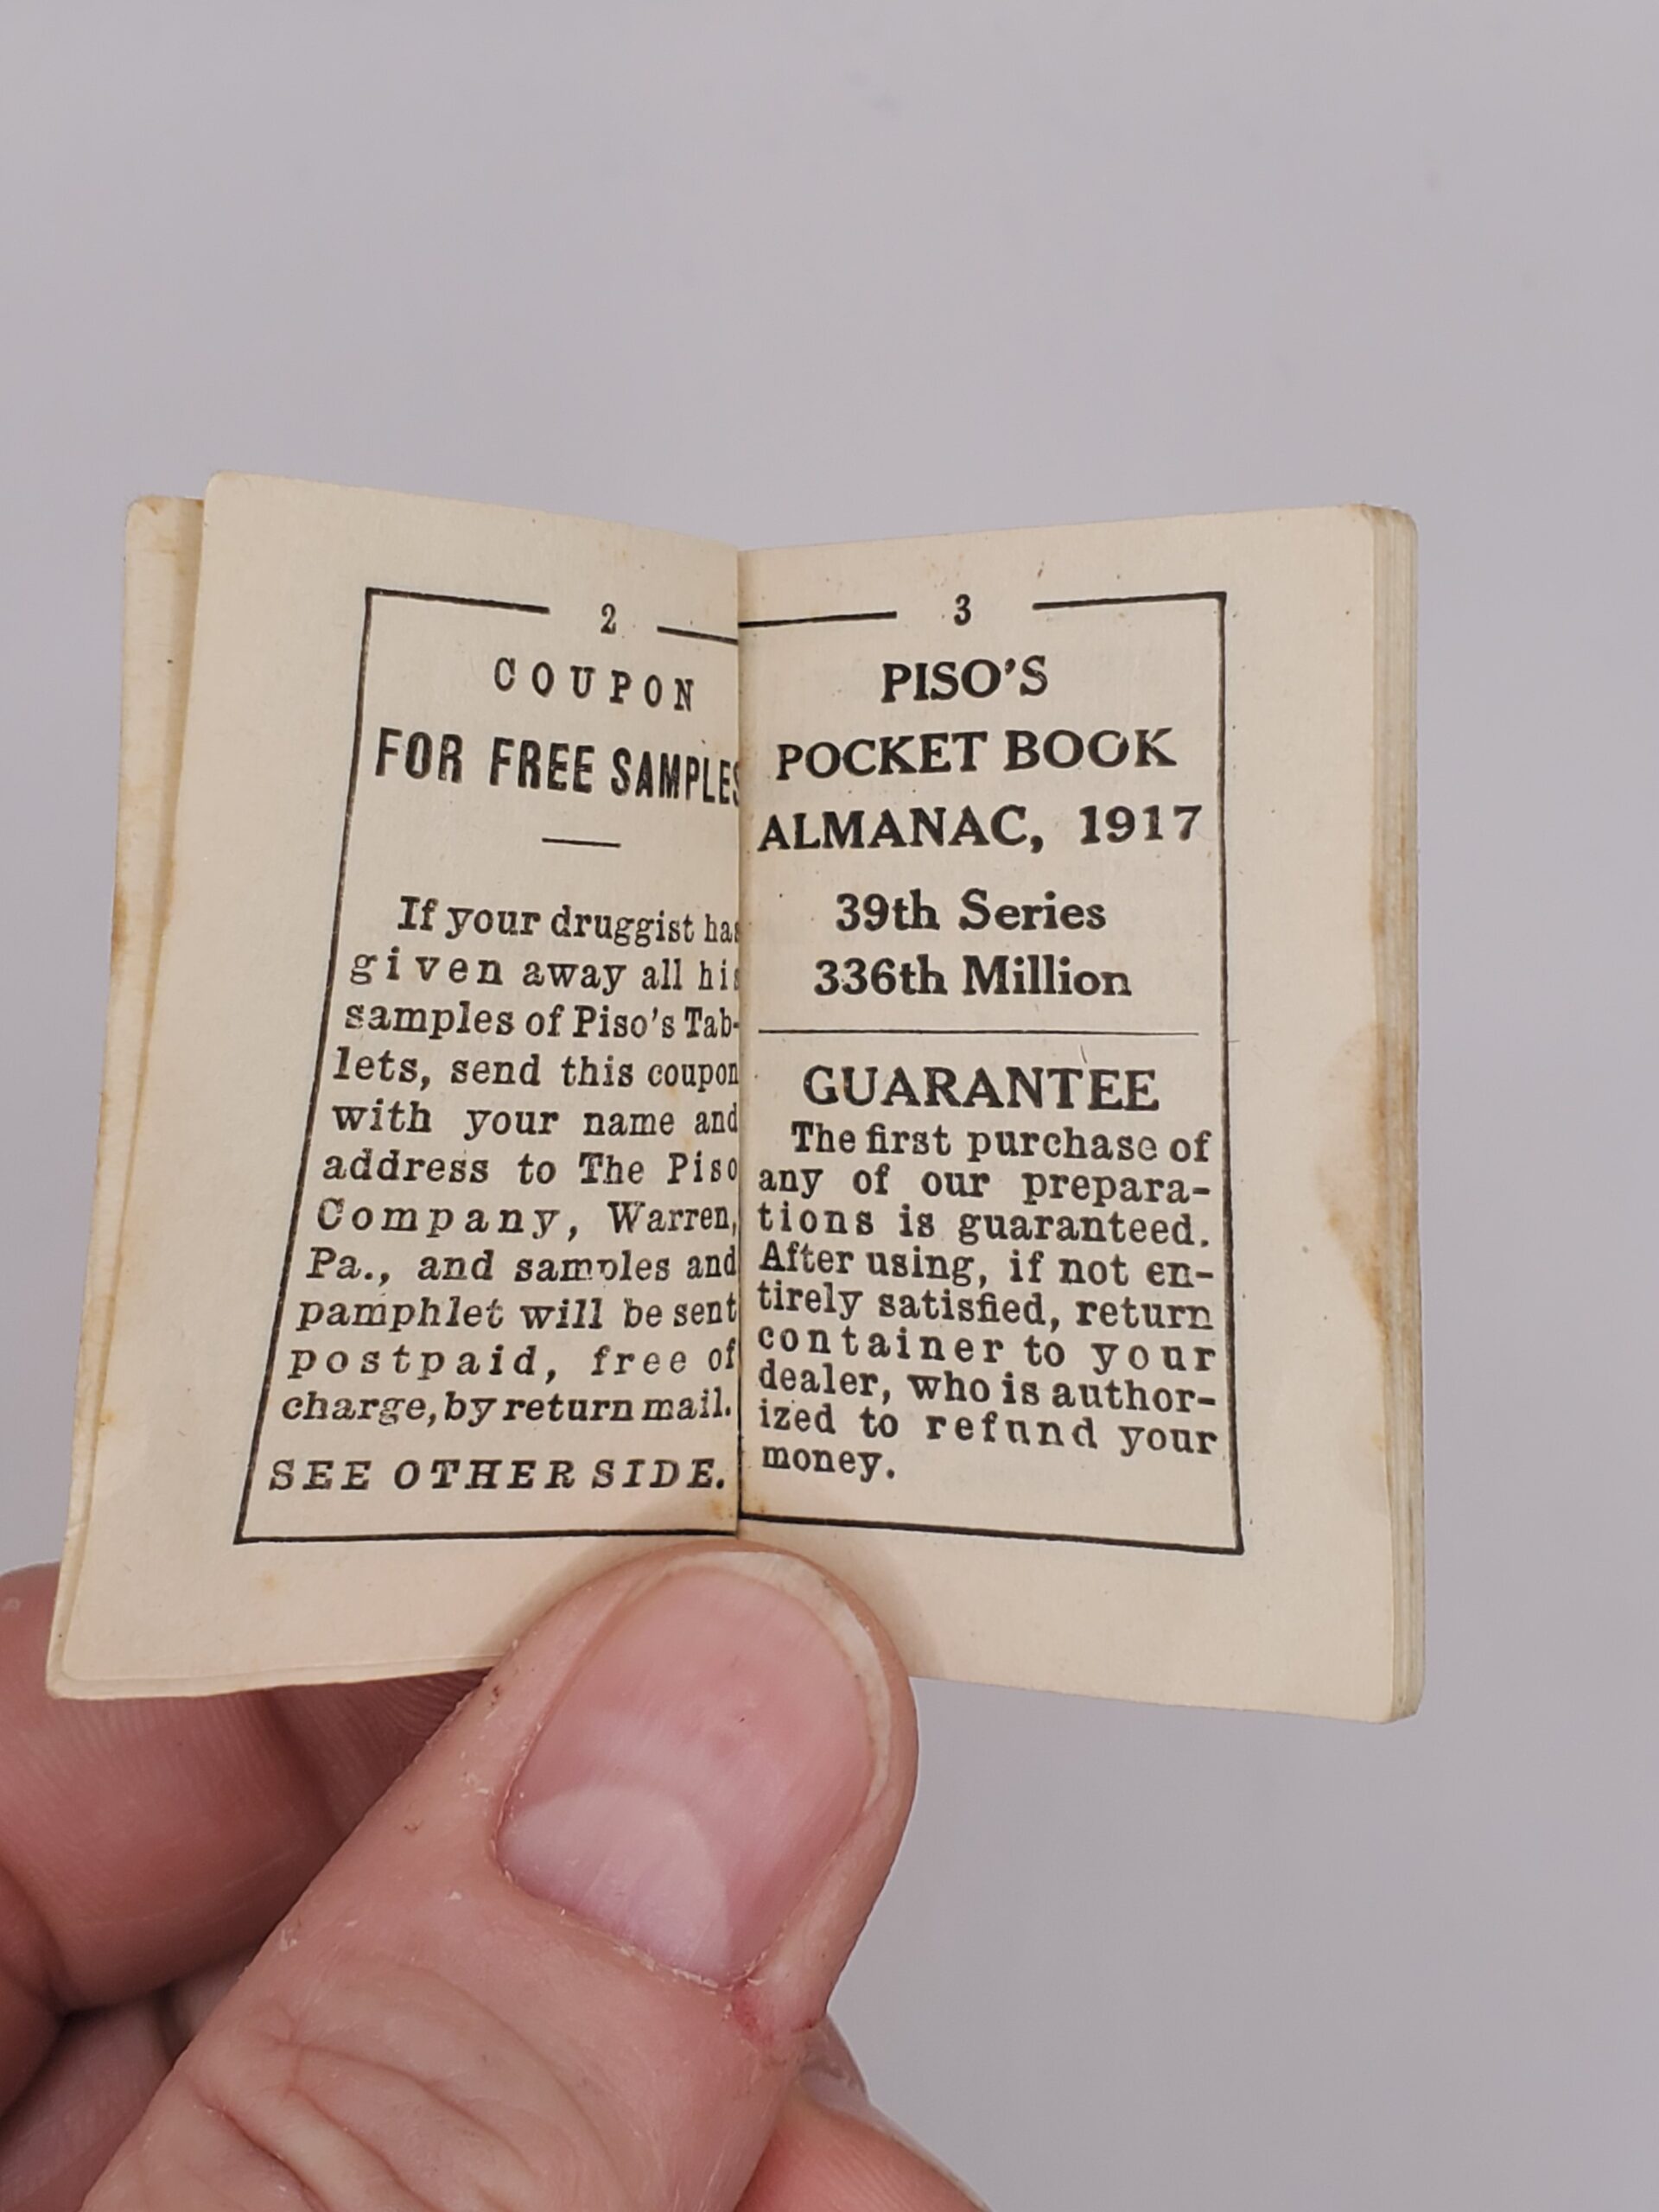 2
COUPON
FOR FREE SAMPLES
If your druggist has
given away all his
samples of Piso's Tab-
lets, send this coupon
with your name and
address to The Piso
Company, Warren,
Pa., and samples and
pamphlet will be sent
postpaid, free of
charge, by return mail.
SEE OTHER SIDE.
3
PISO'S
POCKET BOOK
ALMANAC, 1917
39th Series
336th Million
GUARANTEE
The first purchase of
any of our prepara-
tions is guaranteed.
After using, if not en-
tirely satisfied, return
container to your
dealer, who is author-
ized to refund your
money.